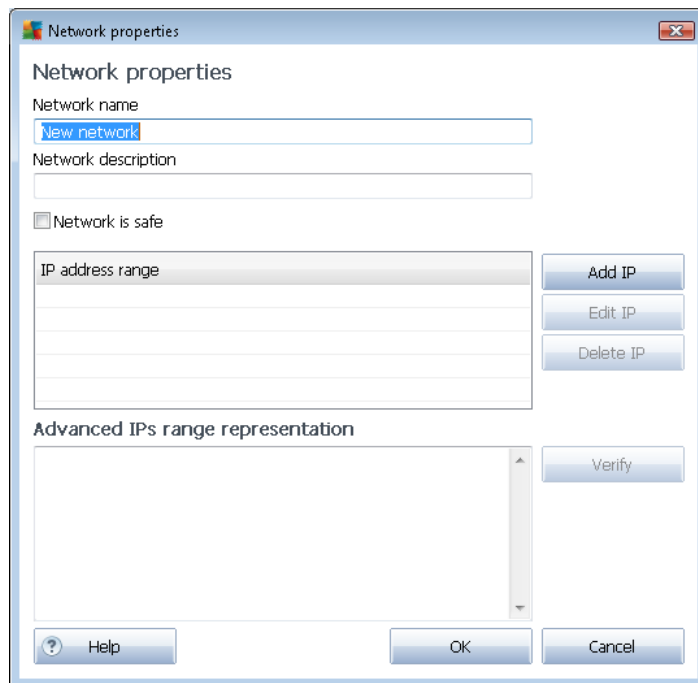 Network properties
Network properties
Network name
New network
Network description
Network is safe
IP address range
Add IP
Edit IP
Delete IP
Advanced IPs range representation
Verify
? Help
OK
Cancel